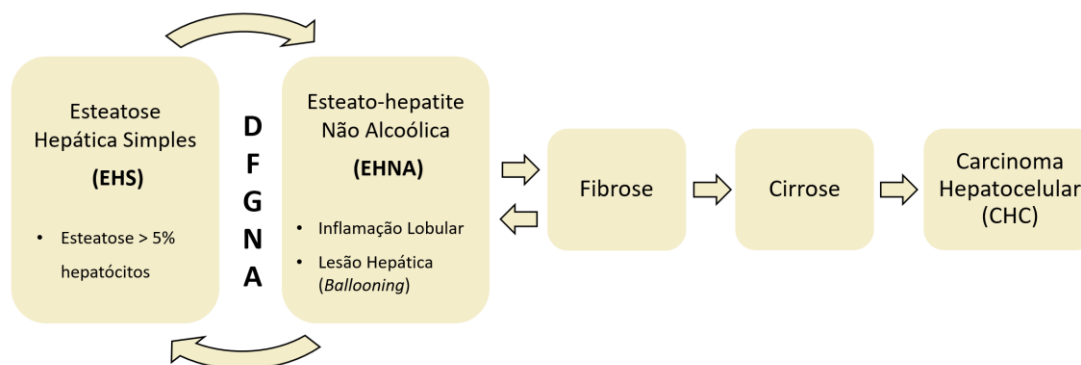 Esteatose
Hepática Simples
(EHS)
• Esteatose > 5%
hepatócitos
D
F
G
N
A
Esteato-hepatite
Não Alcoólica
(EHNA)
• Inflamação Lobular
• Lesão Hepática
(Ballooning)
Fibrose
Cirrose
Carcinoma
Hepatocelular
(CHC)